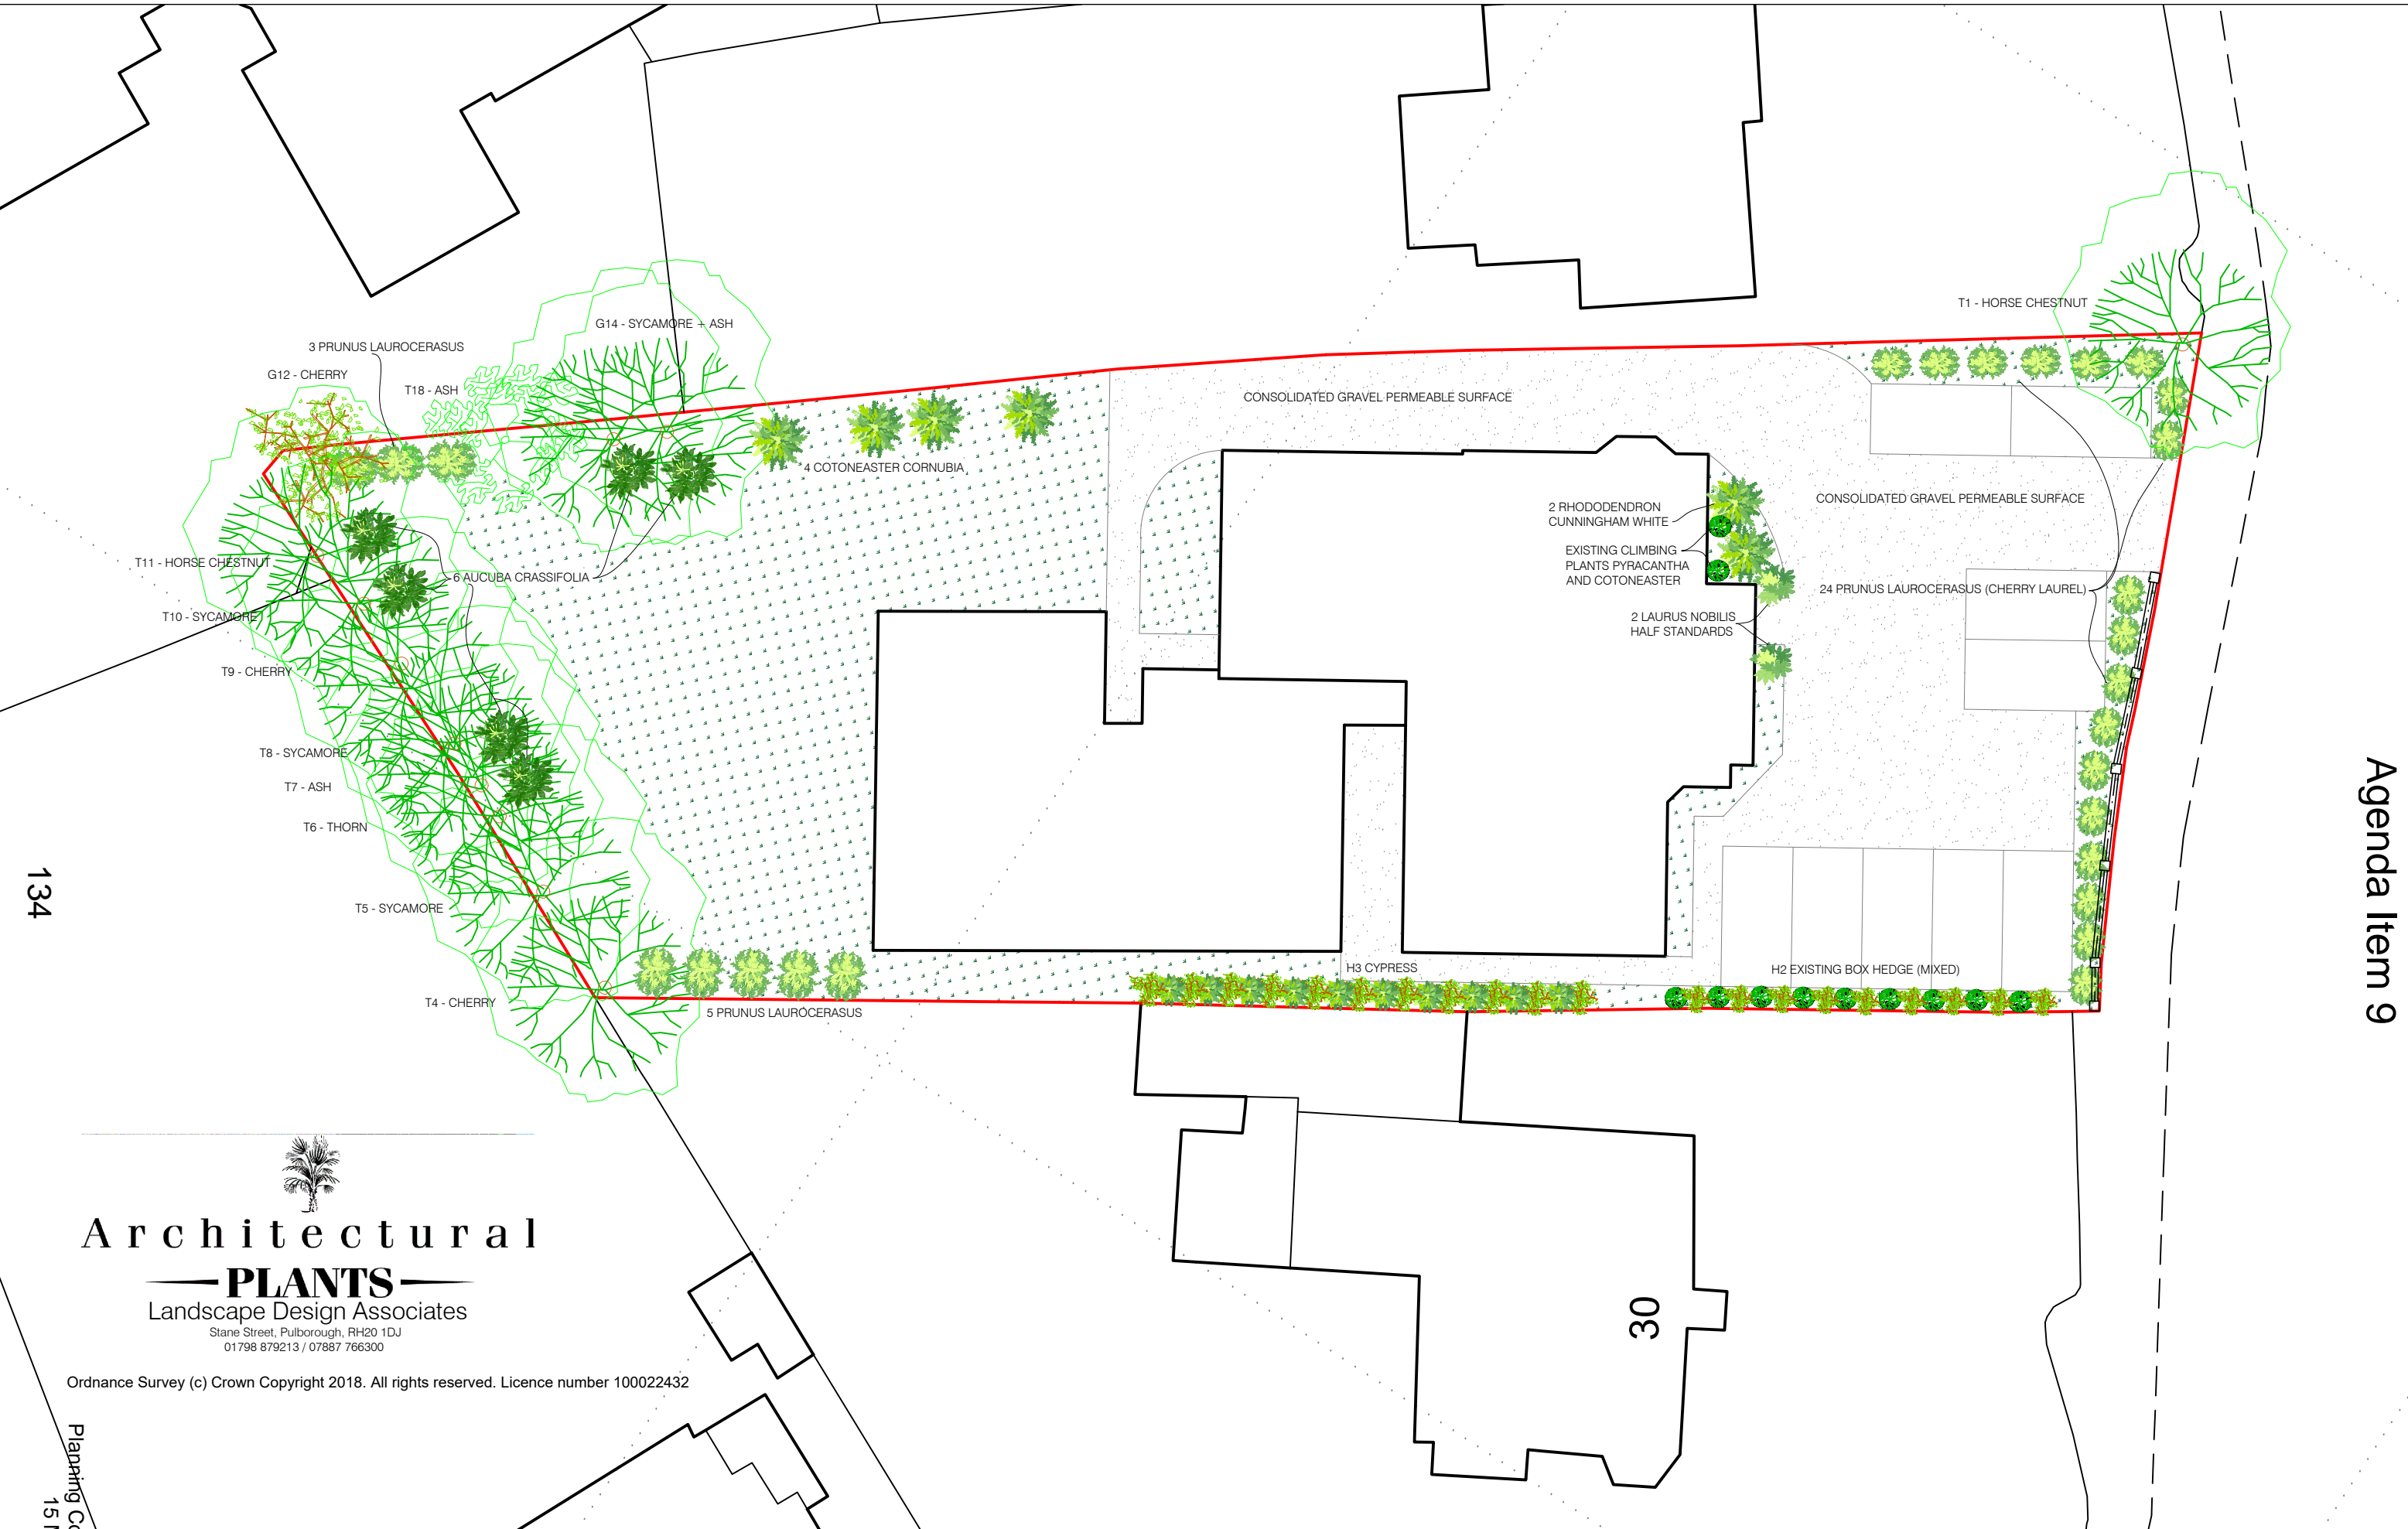 T1 - HORSE CHESTNUT
G14 - SYCAMORE + ASH
3 PRUNUS LAUROCERASUS
G12 - CHERRY
T18 - ASH
CONSOLIDATED GRAVEL PERMEABLE SURFACE
4 COTONEASTER CORNUBIA
CONSOLIDATED GRAVEL PERMEABLE SURFACE
2 RHODODENDRON
CUNNINGHAM WHITE
EXISTING CLIMBING
PLANTS PYRACANTHA
AND COTONEASTER
T11 - HORSE CHESTNUT
6 AUCUBA CRASSIFOLIA
24 PRUNUS LAUROCERASUS (CHERRY LAUREL)
T10 - SYCAMORE
2 LAURUS NOBILIS
HALF STANDARDS
T9 - CHERRY
T8 - SYCAMORE
T7 - ASH
T6 - THORN
T5 - SYCAMORE
T4 - CHERRY
5 PRUNUS LAUROCERASUS
H3 CYPRESS
H2 EXISTING BOX HEDGE (MIXED)
Agenda Item 9
134
30
Architectural
PLANTS
Landscape Design Associates
Stane Street, Pulborough, RH20 1DJ
01798 879213 / 07887 766300
Ordnance Survey (c) Crown Copyright 2018. All rights reserved. Licence number 100022432
Planning
15